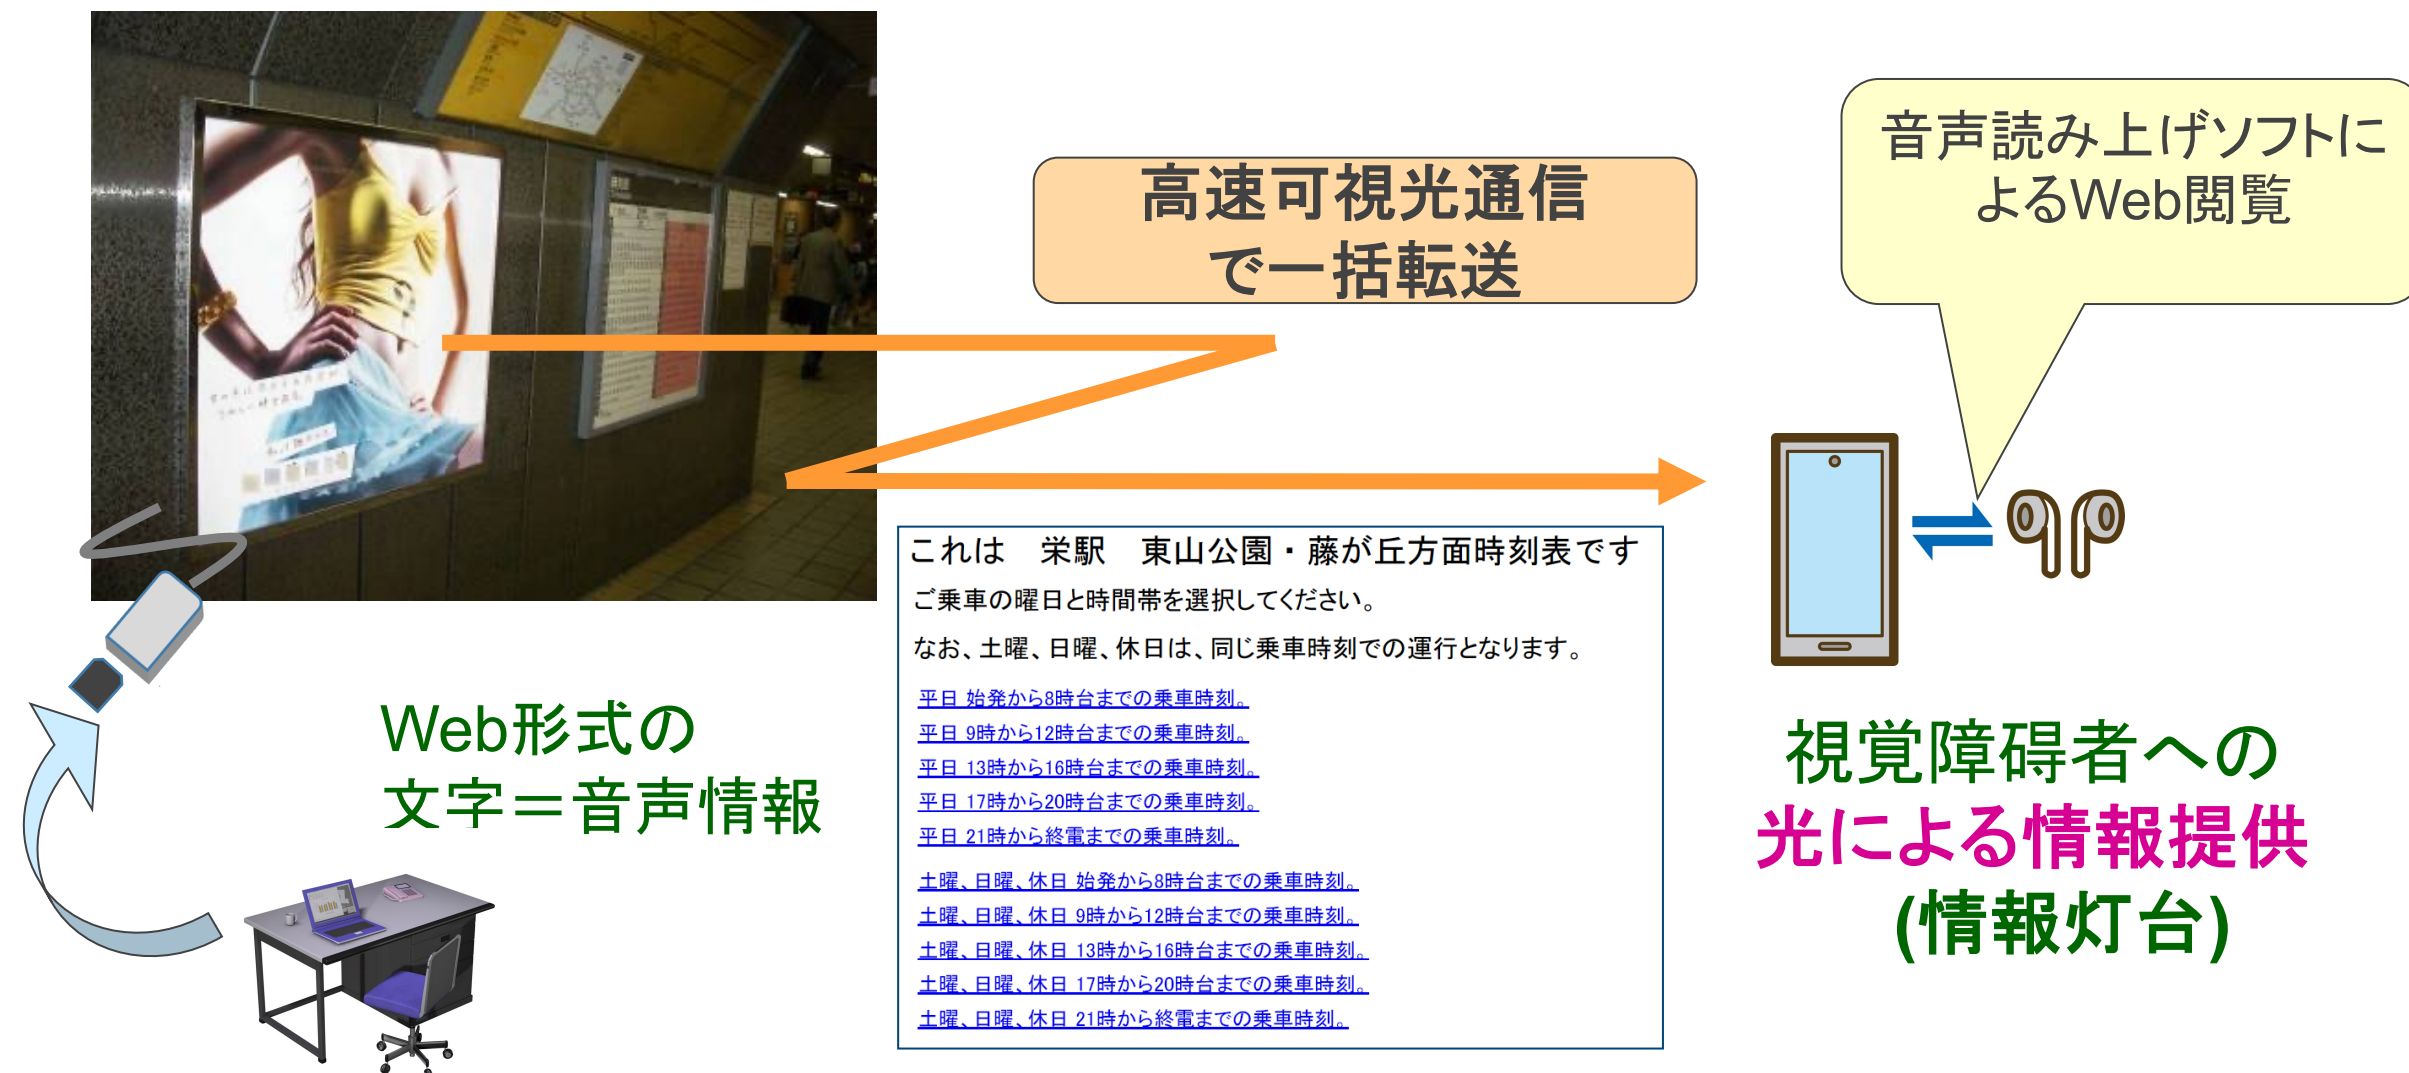 高速可視光通信
で一括転送
音声読み上げソフトに
よるWeb閲覧
これは　栄駅　東山公園・藤が丘方面時刻表です
ご乗車の曜日と時間帯を選択してください。
なお、土曜、日曜、休日は、同じ乗車時刻での運行となります。
平日 始発から8時台までの乗車時刻。
平日 9時から12時台までの乗車時刻。
平日 13時から16時台までの乗車時刻。
平日 17時から20時台までの乗車時刻。
平日 21時から終電までの乗車時刻。
土曜、日曜、休日 始発から8時台までの乗車時刻。
土曜、日曜、休日 9時から12時台までの乗車時刻。
土曜、日曜、休日 13時から16時台までの乗車時刻。
土曜、日曜、休日 17時から20時台までの乗車時刻。
土曜、日曜、休日 21時から終電までの乗車時刻。
Web形式の
文字＝音声情報
視覚障碍者への
光による情報提供
(情報灯台)